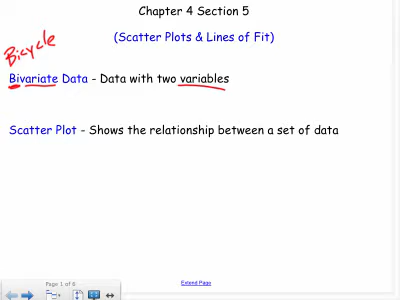 Chapter 4 Section 5
(Scatter Plots & Lines of Fit)
Bicycle
Bivariate Data - Data with two variables
Scatter Plot - Shows the relationship between a set of data
Extend Page
Page 1 of 6